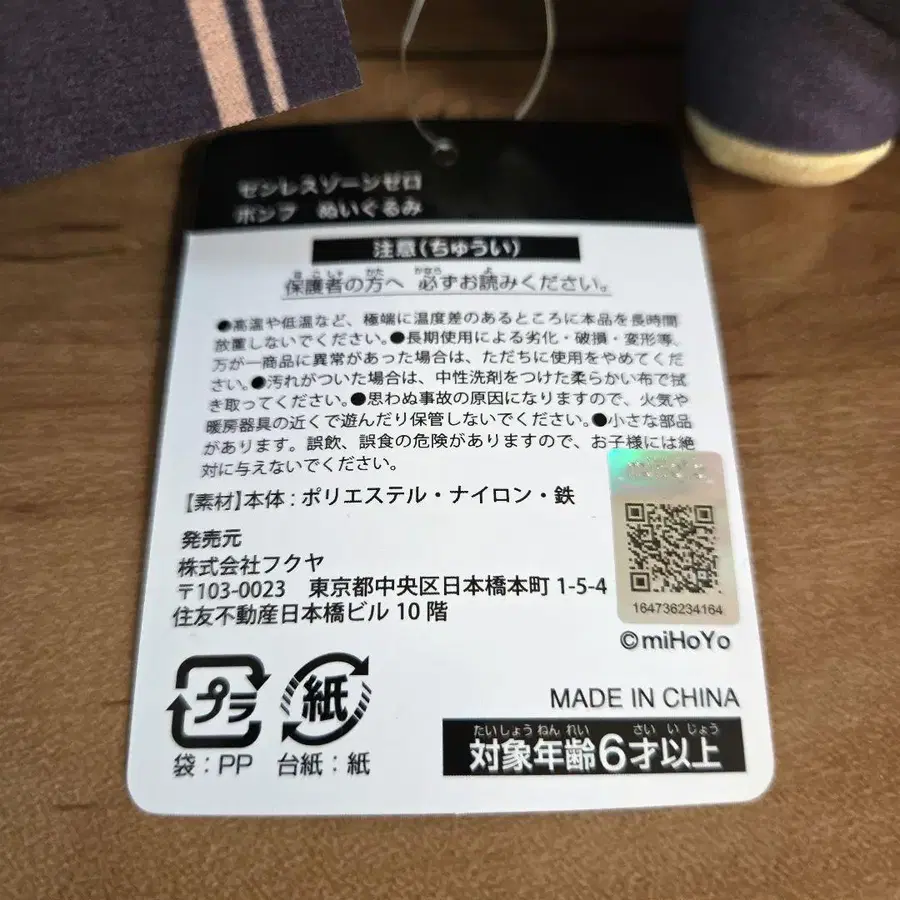 ゼンレスゾーンゼロ
ボンプ ぬいぐるみ
注意(ちゅうい)
保護者の方へ 必ずお読みください。
●高温や低温など、極端に温度差のあるところに本品を長時間
放置しないでください。●長期使用による劣化・破損・変形等、
万が一商品に異常があった場合は、ただちに使用をやめてくだ
さい。●汚れがついた場合は、中性洗剤をつけた柔らかい布で拭
き取ってください。●思わぬ事故の原因になりますので、火気や
暖房器具の近くで遊んだり保管しないでください。●小さな部品
があります。誤飲、誤食の危険がありますので、お子様には絶
対に与えないでください。
【素材】本体:ポリエステル・ナイロン・鉄
発売元
株式会社フクヤ
〒103-0023 東京都中央区日本橋本町 1-5-4
住友不動産日本橋ビル 10 階
miHoYo
164736234164
©miHoYo
プラ 紙
袋:PP 台紙:紙
MADE IN CHINA
たいしょうねんれい さい いじょう
対象年齢6才以上